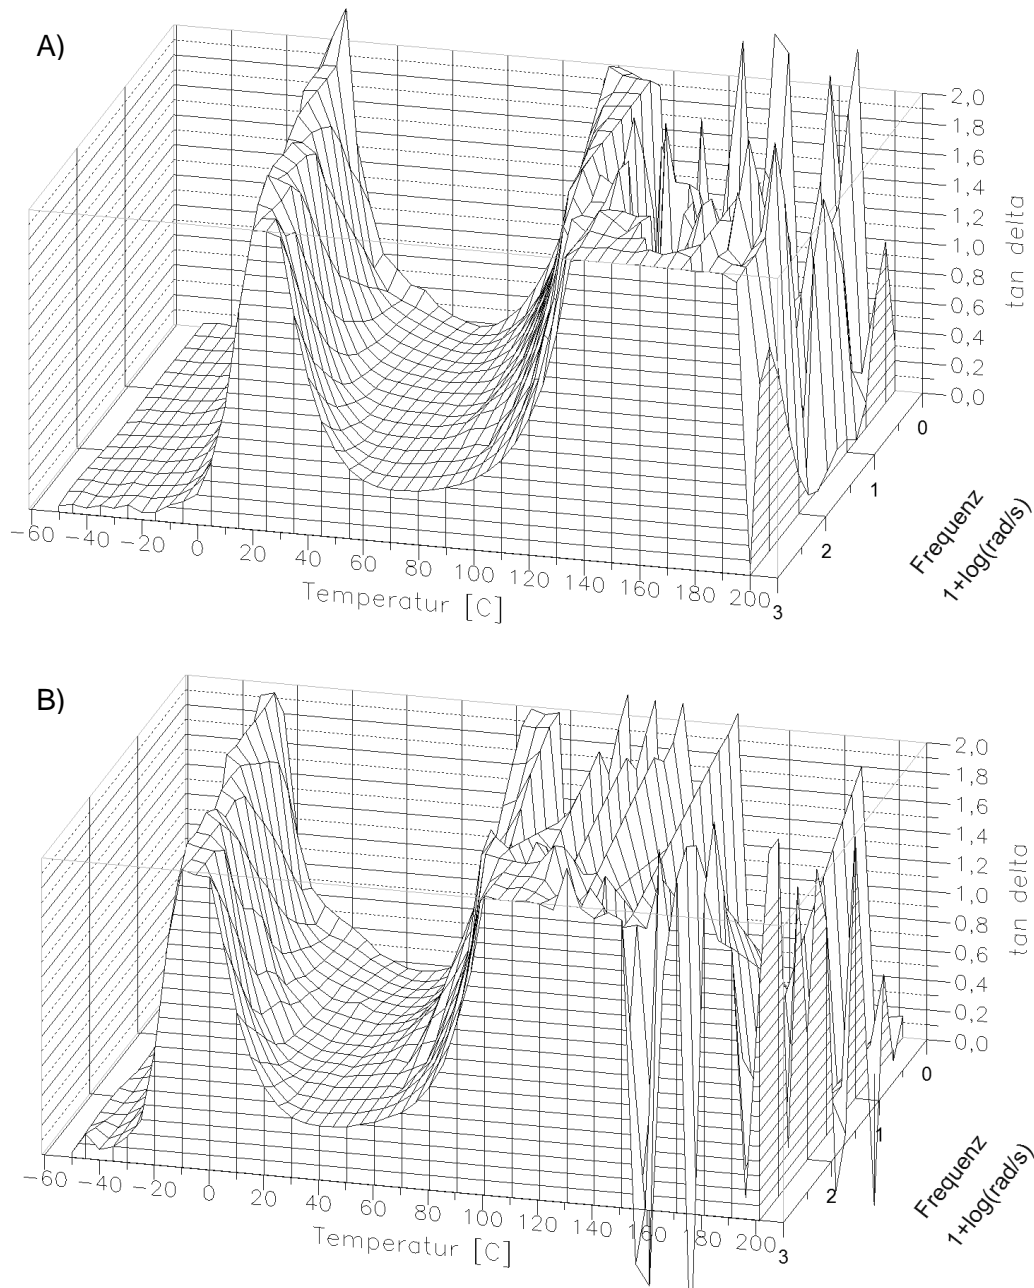 A)
2,0
1,8
1,6
1,4
1,2
1,0
0,8
0,6
0,4
0,2
0,0
tan delta
0
1
2
3
Frequenz
1+log(rad/s)
−60 −40 −20 0 20 40 60 80 100 120 140 160 180 200
Temperatur [C]
B)
2,0
1,8
1,6
1,4
1,2
1,0
0,8
0,6
0,4
0,2
0,0
tan delta
0
1
2
3
Frequenz
1+log(rad/s)
−60 −40 −20 0 20 40 60 80 100 120 140 160 180 200
Temperatur [C]